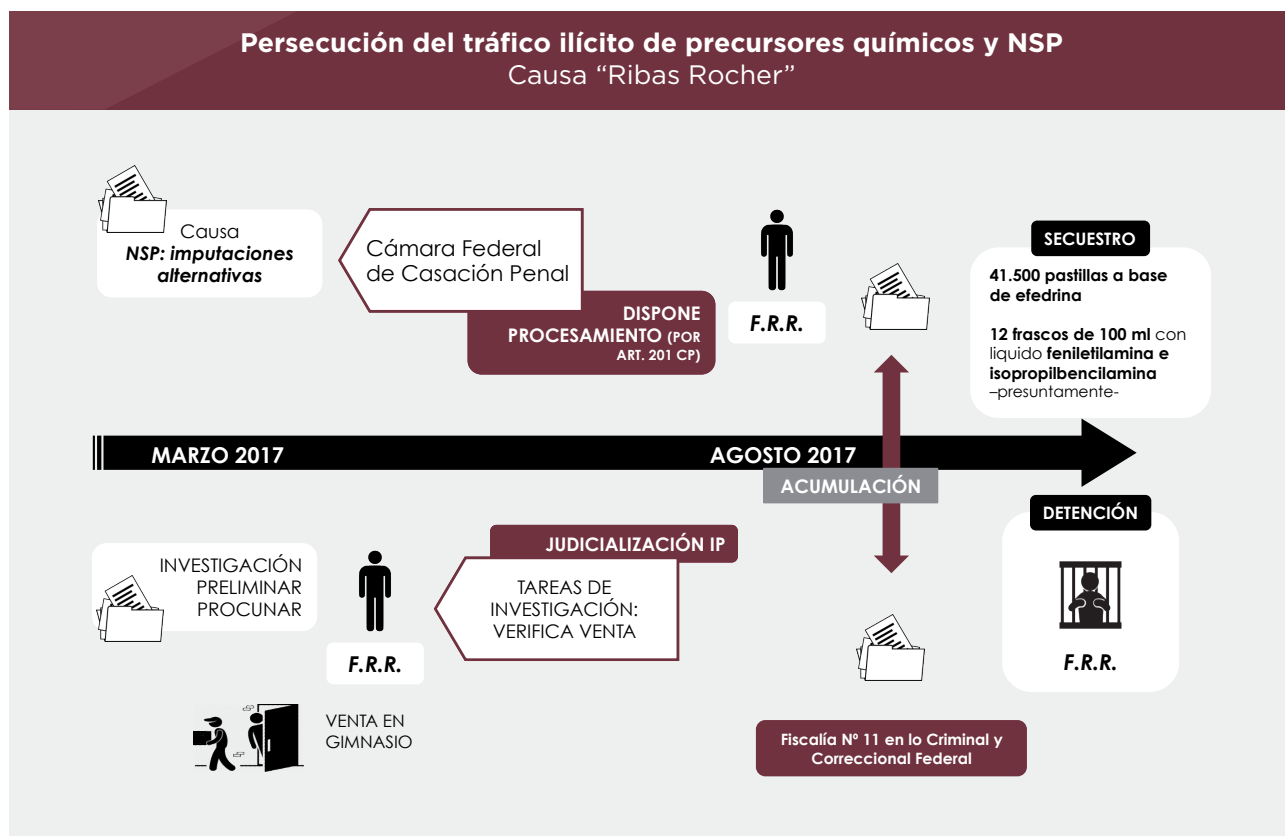 Persecución del tráfico ilícito de precursores químicos y NSP
Causa “Ribas Rocher”
Causa
NSP: imputaciones
alternativas
Cámara Federal
de Casación Penal
DISPONE
PROCESAMIENTO (POR
ART. 201 CP)
F.R.R.
SECUESTRO
41.500 pastillas a base
de efedrina
12 frascos de 100 ml con
liquido feniletilamina e
isopropilbencilamina
–presuntamente-
MARZO 2017
AGOSTO 2017
ACUMULACIÓN
INVESTIGACIÓN
PRELIMINAR
PROCUNAR
F.R.R.
JUDICIALIZACIÓN IP
TAREAS DE
INVESTIGACIÓN:
VERIFICA VENTA
VENTA EN
GIMNASIO
DETENCIÓN
F.R.R.
Fiscalía Nº 11 en lo Criminal y
Correccional Federal